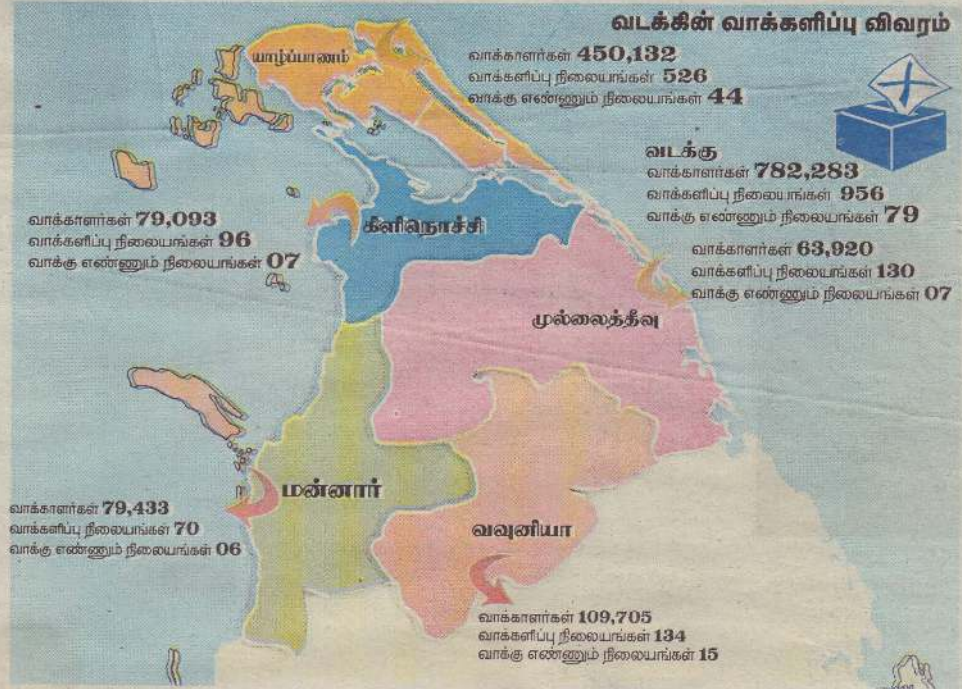 வடக்கின் வாக்களிப்பு விவரம்
யாழ்ப்பாணம்
வாக்காளர்கள் 450,132
வாக்களிப்பு நிலையங்கள் 526
வாக்கு எண்ணும் நிலையங்கள் 44
வடக்கு
வாக்காளர்கள் 782,283
வாக்களிப்பு நிலையங்கள் 956
வாக்கு எண்ணும் நிலையங்கள் 79
வாக்காளர்கள் 79,093
வாக்களிப்பு நிலையங்கள் 96
வாக்கு எண்ணும் நிலையங்கள் 07
கிளிநொச்சி
வாக்காளர்கள் 63,920
வாக்களிப்பு நிலையங்கள் 130
வாக்கு எண்ணும் நிலையங்கள் 07
முல்லைத்தீவு
மன்னார்
வாக்காளர்கள் 79,433
வாக்களிப்பு நிலையங்கள் 70
வாக்கு எண்ணும் நிலையங்கள் 06
வவுனியா
வாக்காளர்கள் 109,705
வாக்களிப்பு நிலையங்கள் 134
வாக்கு எண்ணும் நிலையங்கள் 15